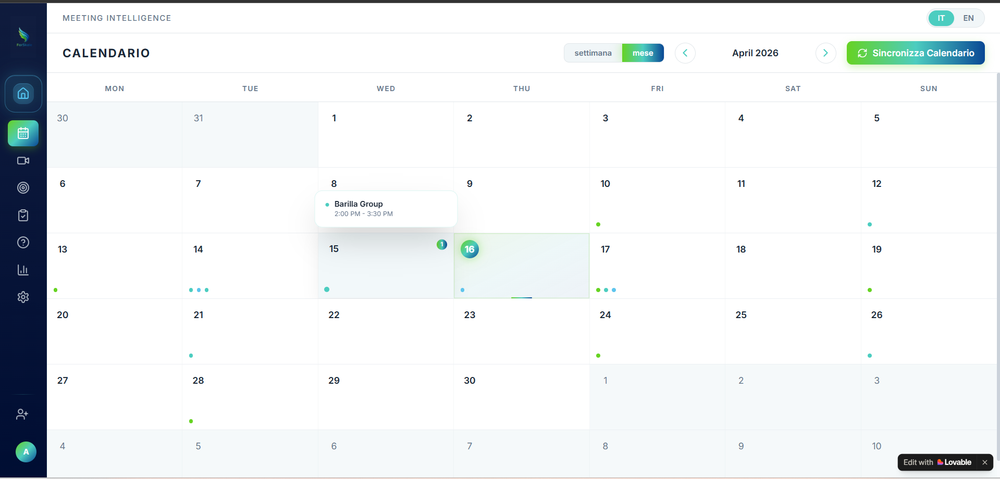 MEETING INTELLIGENCE
IT EN
CALENDARIO
settimana mese
April 2026
Sincronizza Calendario
MON TUE WED THU FRI SAT SUN
30 31 1 2 3 4 5
6 7 8 9 10 11 12
Barilla Group
2:00 PM - 3:30 PM
13 14 15 1 16 17 18 19
20 21 22 23 24 25 26
27 28 29 30 1 2 3
4 5 6 7 8 9 10
A
Edit with Lovable